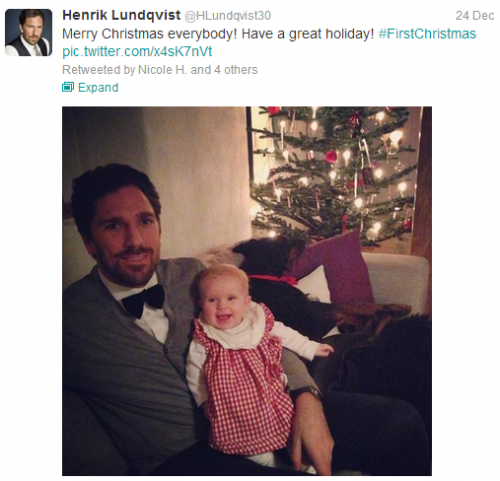 Henrik Lundqvist @HLundqvist30 24 Dec
Merry Christmas everybody! Have a great holiday! #FirstChristmas
pic.twitter.com/x4sK7nVt
Retweeted by Nicole H. and 4 others
Expand